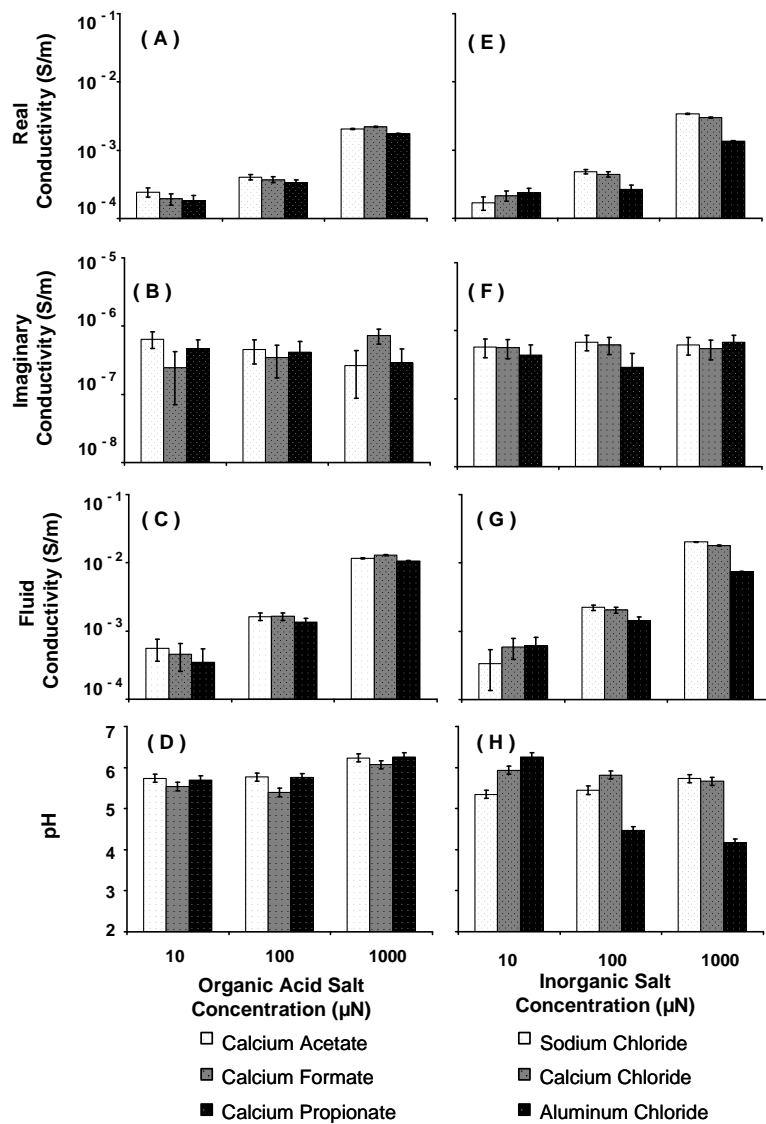 ( A )
( E )
Real
Conductivity (S/m)
10-1
10-2
10-3
10-4
( B )
( F )
Imaginary
Conductivity (S/m)
10-5
10-6
10-7
10-8
( C )
( G )
Fluid
Conductivity (S/m)
10-1
10-2
10-3
10-4
( D )
( H )
pH
7
6
5
4
3
2
10 100 1000
10 100 1000
Organic Acid Salt
Concentration (µN)
Inorganic Salt
Concentration (µN)
Calcium Acetate
Calcium Formate
Calcium Propionate
Sodium Chloride
Calcium Chloride
Aluminum Chloride